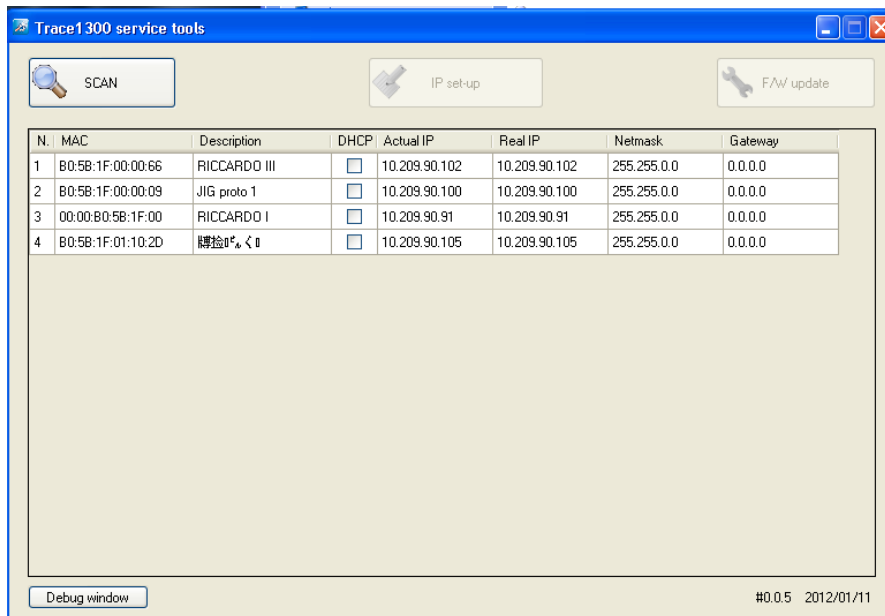 Trace1300 service tools
SCAN IP set-up F/W update
N. MAC Description DHCP Actual IP Real IP Netmask Gateway
1 B0:5B:1F:00:00:66 RICCARDO III 10.209.90.102 10.209.90.102 255.255.0.0 0.0.0.0
2 B0:5B:1F:00:00:09 JIG proto 1 10.209.90.100 10.209.90.100 255.255.0.0 0.0.0.0
3 00:00:B0:5B:1F:00 RICCARDO I 10.209.90.91 10.209.90.91 255.255.0.0 0.0.0.0
4 B0:5B:1F:01:10:2D 10.209.90.105 10.209.90.105 255.255.0.0 0.0.0.0
Debug window #0.0.5 2012/01/11